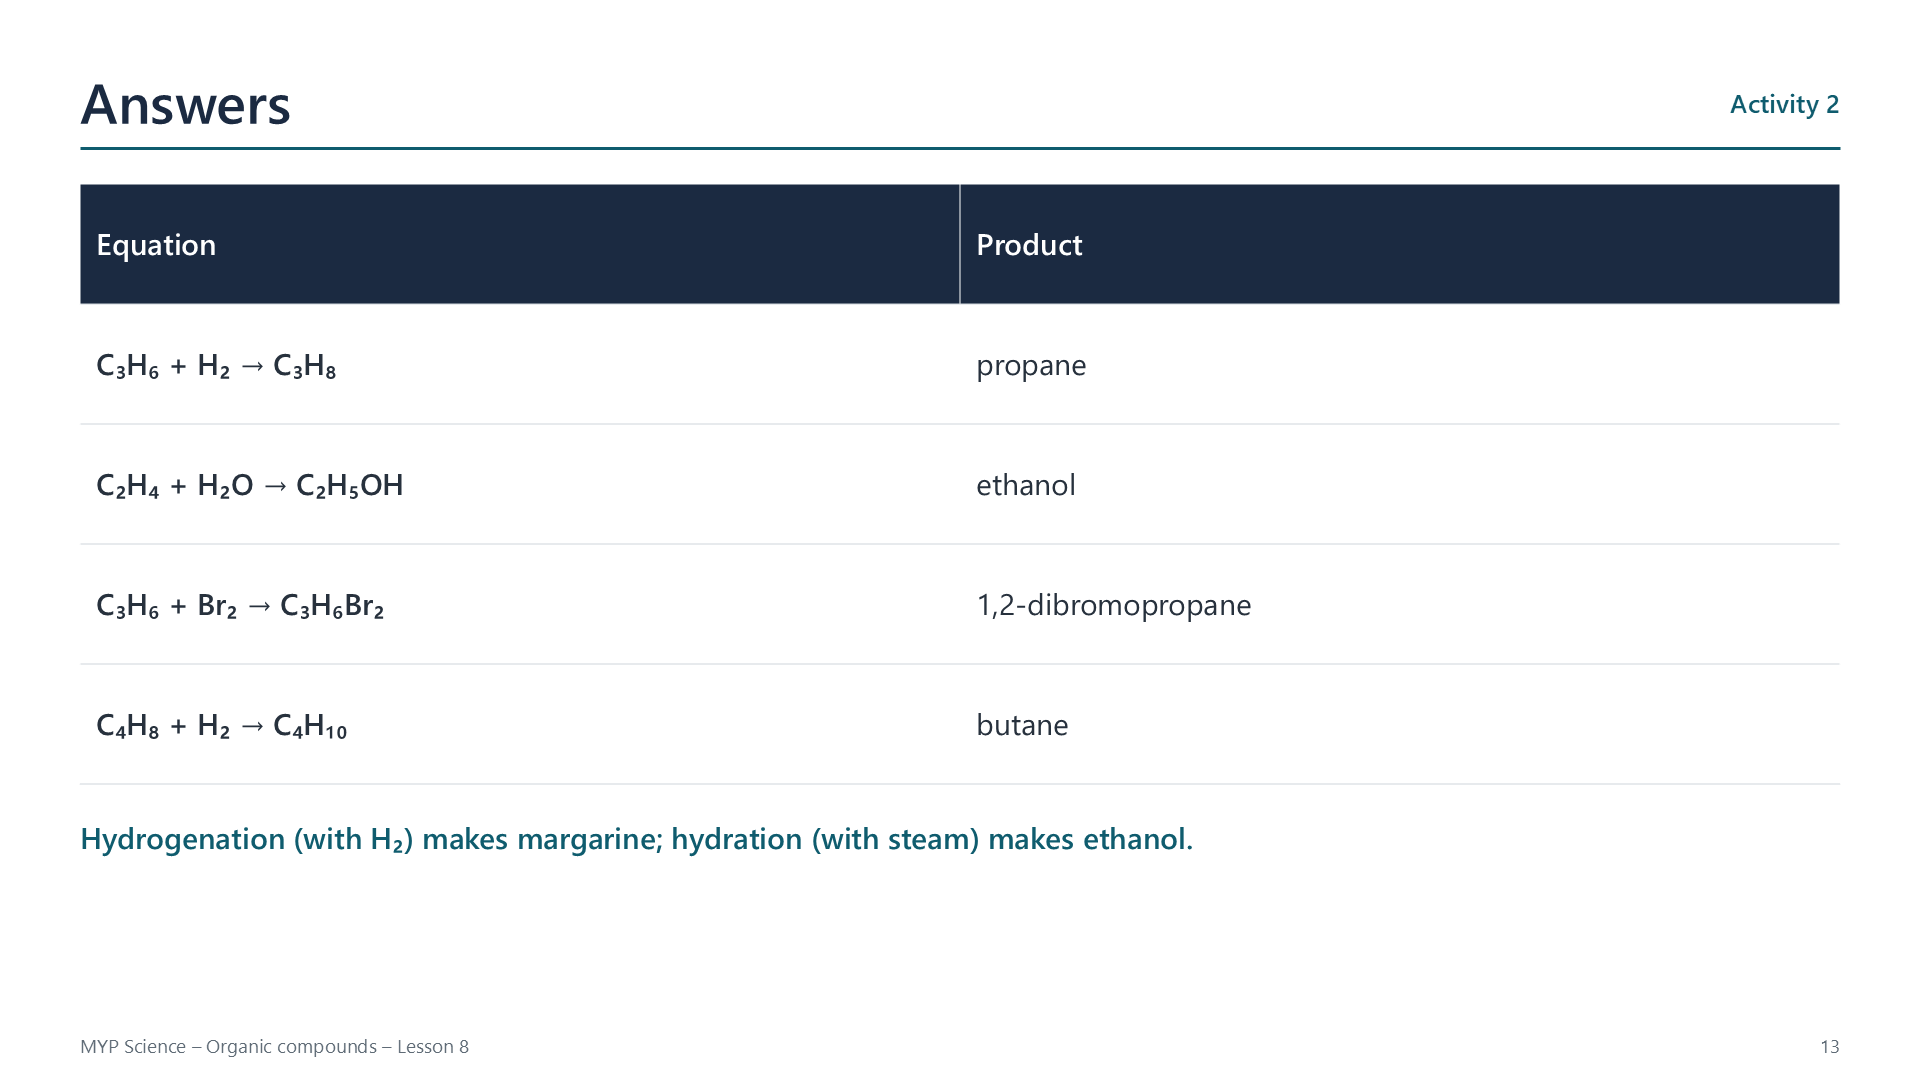 Answers
Activity 2
Equation
Product
C₃H₆ + H₂ → C₃H₈
propane
C₂H₄ + H₂O → C₂H₅OH
ethanol
C₃H₆ + Br₂ → C₃H₆Br₂
1,2-dibromopropane
C₄H₈ + H₂ → C₄H₁₀
butane
Hydrogenation (with H₂) makes margarine; hydration (with steam) makes ethanol.
MYP Science – Organic compounds – Lesson 8
13